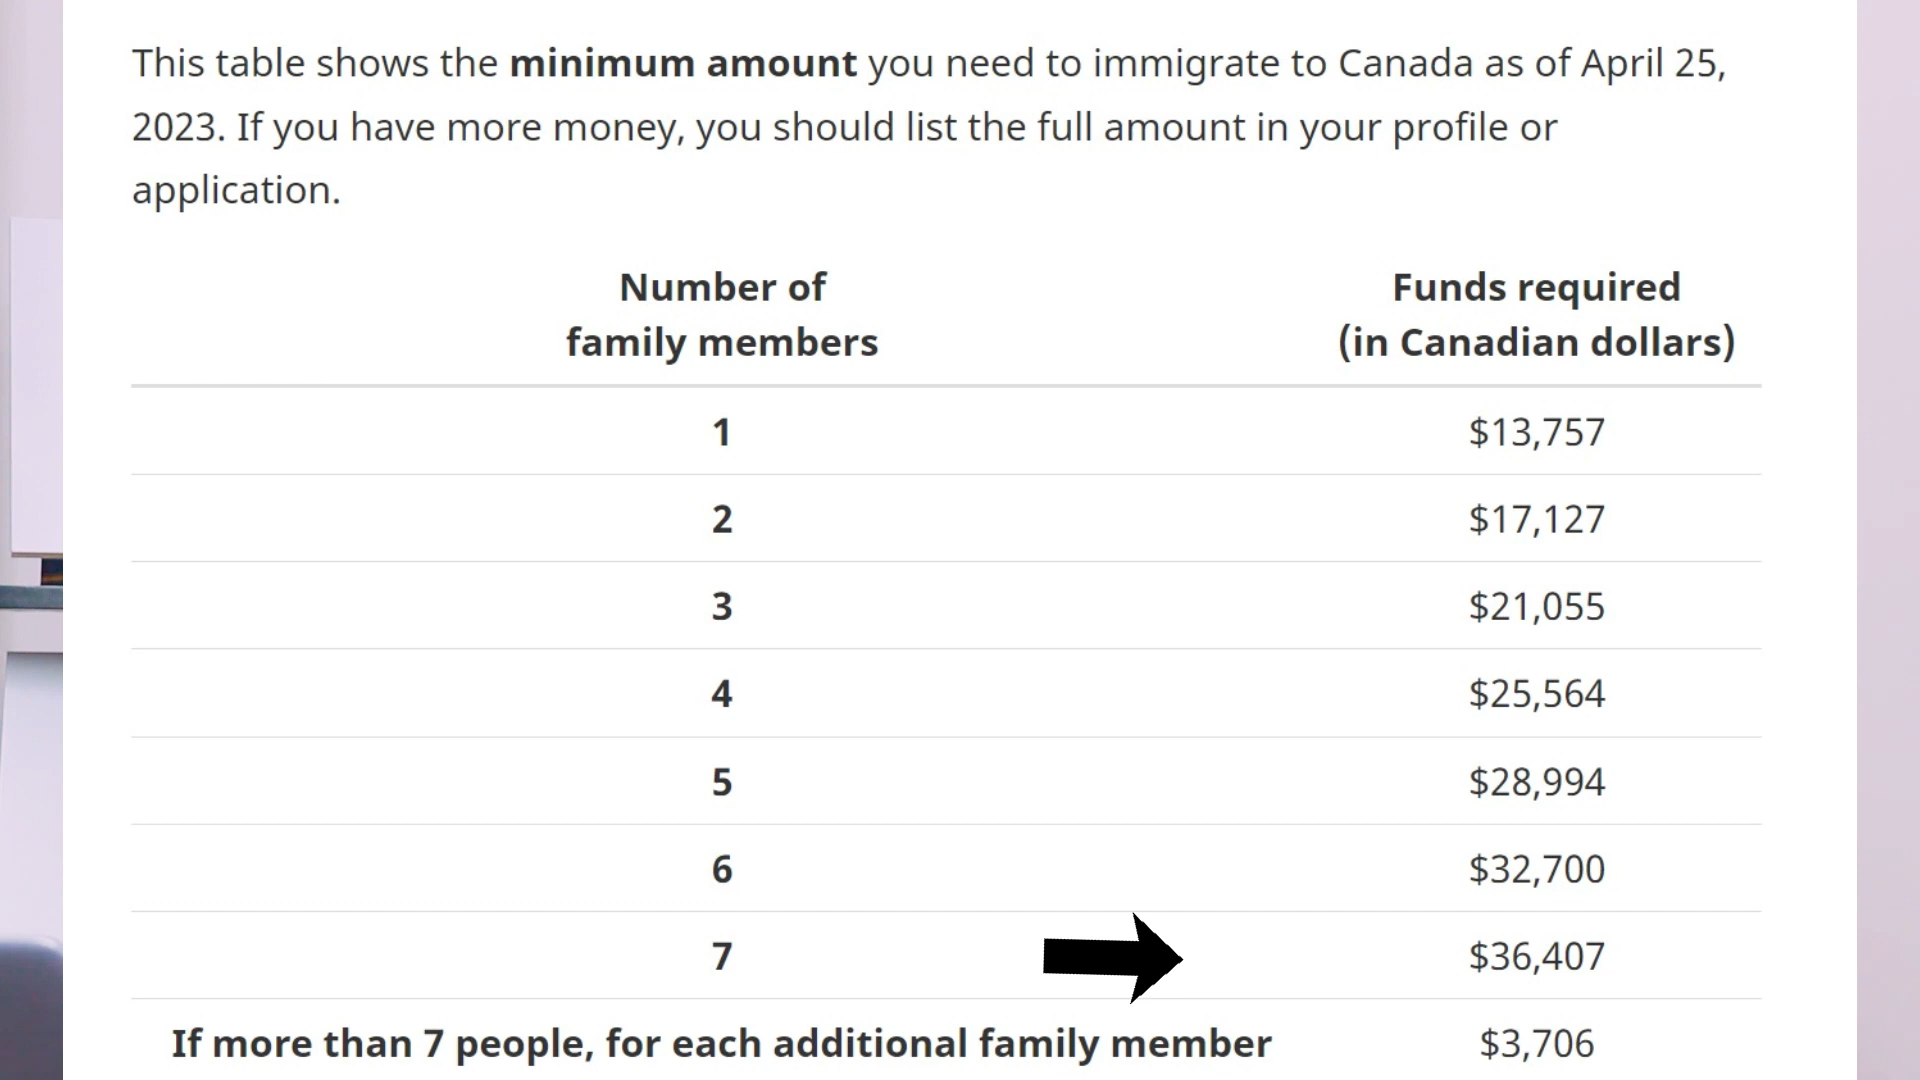 This table shows the minimum amount you need to immigrate to Canada as of April 25,
2023. If you have more money, you should list the full amount in your profile or
application.
Number of
family members
Funds required
(in Canadian dollars)
1 $13,757
2 $17,127
3 $21,055
4 $25,564
5 $28,994
6 $32,700
7 $36,407
If more than 7 people, for each additional family member $3,706